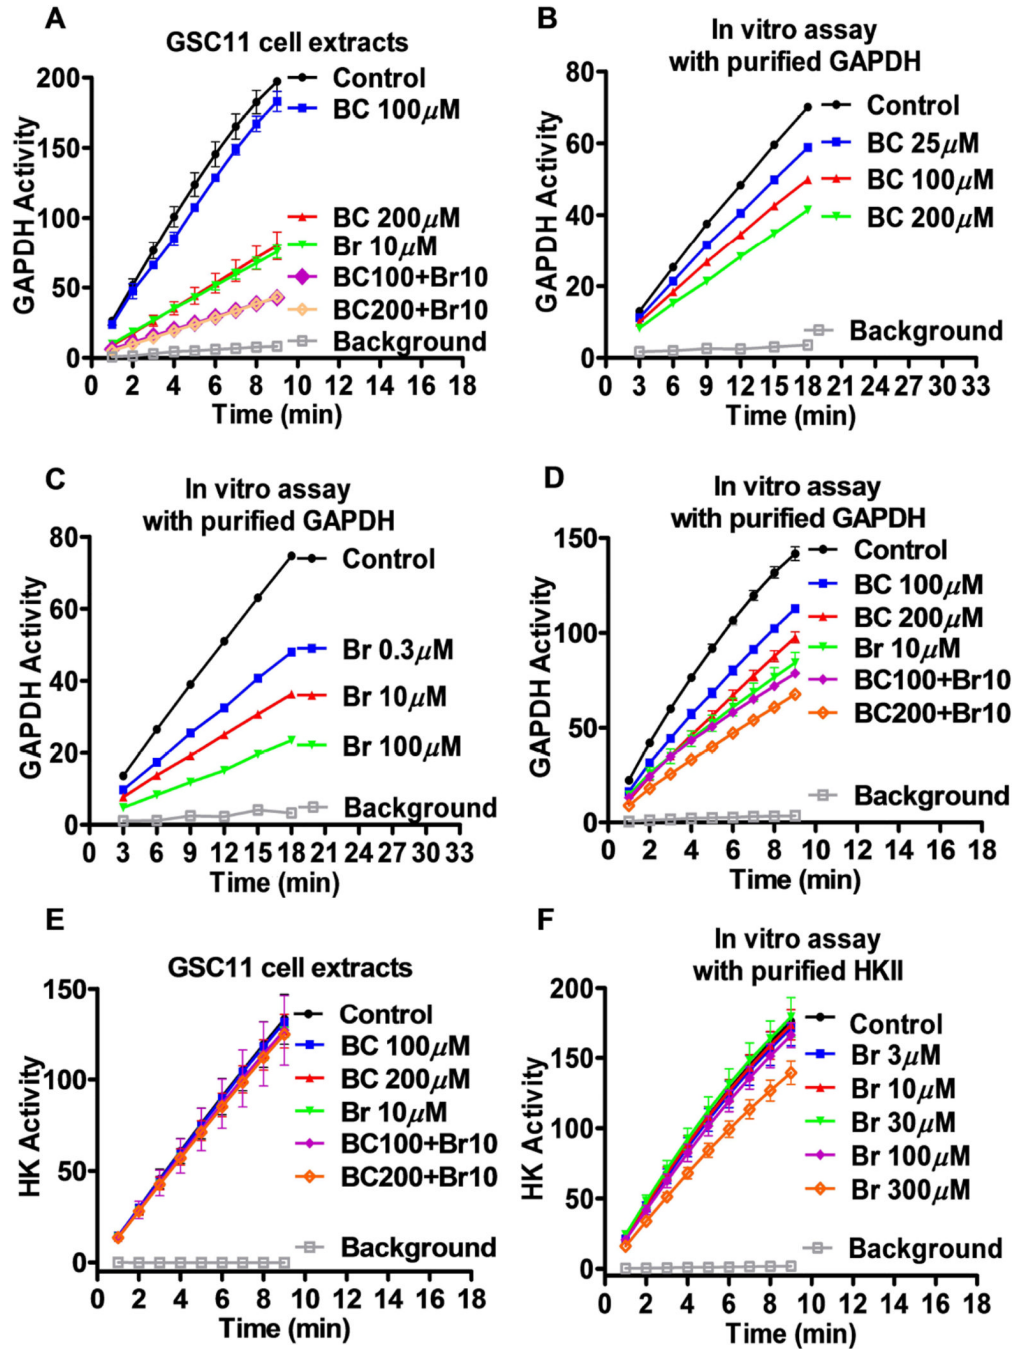 A
GSC11 cell extracts
GAPDH Activity
200
150
100
50
0
0 2 4 6 8 10 12 14 16 18
Time (min)
Control
BC 100μM
BC 200μM
Br 10μM
BC100+Br10
BC200+Br10
Background
B
In vitro assay
with purified GAPDH
GAPDH Activity
80
60
40
20
0
0 3 6 9 12 15 18 21 24 27 30 33
Time (min)
Control
BC 25μM
BC 100μM
BC 200μM
Background
C
In vitro assay
with purified GAPDH
GAPDH Activity
80
60
40
20
0
0 3 6 9 12 15 18 21 24 27 30 33
Time (min)
Control
Br 0.3μM
Br 10μM
Br 100μM
Background
D
In vitro assay
with purified GAPDH
GAPDH Activity
150
100
50
0
0 2 4 6 8 10 12 14 16 18
Time (min)
Control
BC 100μM
BC 200μM
Br 10μM
BC100+Br10
BC200+Br10
Background
E
GSC11 cell extracts
HK Activity
150
100
50
0
0 2 4 6 8 10 12 14 16 18
Time (min)
Control
BC 100μM
BC 200μM
Br 10μM
BC100+Br10
BC200+Br10
Background
F
In vitro assay
with purified HKII
HK Activity
200
150
100
50
0
0 2 4 6 8 10 12 14 16 18
Time (min)
Control
Br 3μM
Br 10μM
Br 30μM
Br 100μM
Br 300μM
Background